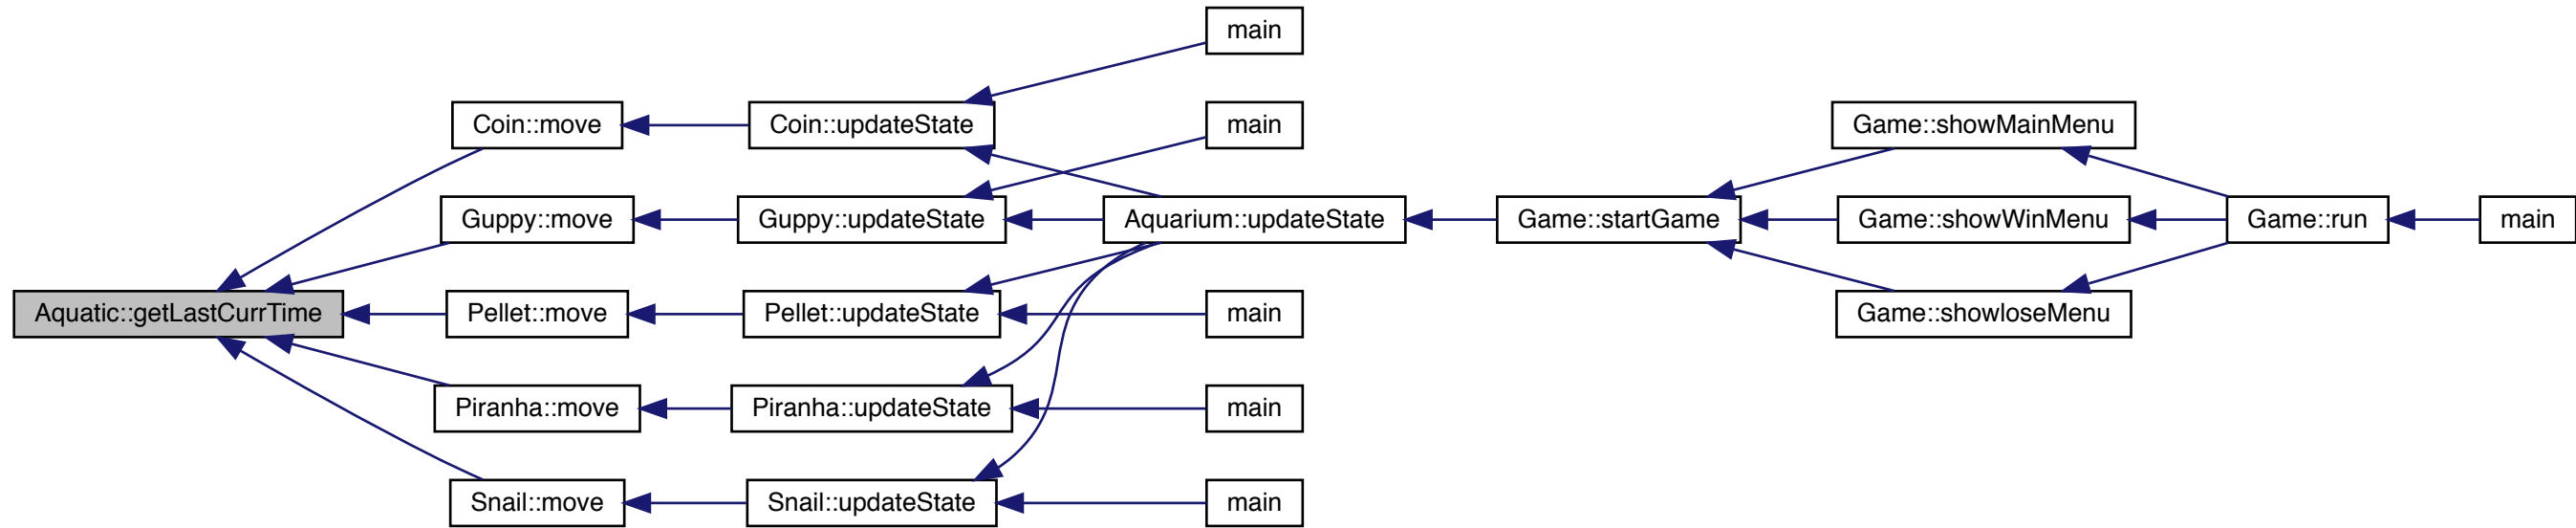 main
Coin::move
Coin::updateState
main
Game::showMainMenu
Guppy::move
Guppy::updateState
Aquarium::updateState
Game::startGame
Game::showWinMenu
Game::run
main
Aquatic::getLastCurrTime
Pellet::move
Pellet::updateState
main
Game::showloseMenu
Piranha::move
Piranha::updateState
main
Snail::move
Snail::updateState
main